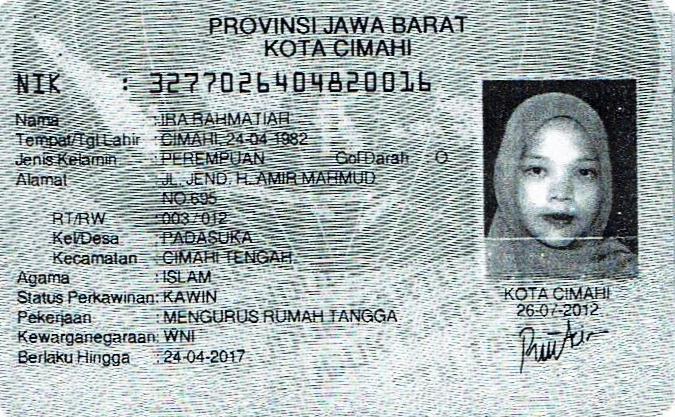 PROVINSI JAWA BARAT
KOTA CIMAHI
NIK : 3277026404820016
Nama : IRA RAHMATIAH
Tempat/Tgl Lahir : CIMAHI, 24-04-1982
Jenis Kelamin : PEREMPUAN Gol Darah : O
Alamat : JL. JEND. H. AMIR MAHMUD
NO.695
RT/RW : 003 / 012
Kel/Desa : PADASUKA
Kecamatan : CIMAHI TENGAH
Agama : ISLAM
Status Perkawinan: KAWIN
Pekerjaan : MENGURUS RUMAH TANGGA
Kewarganegaraan: WNI
Berlaku Hingga : 24-04-2017
KOTA CIMAHI
26-07-2012